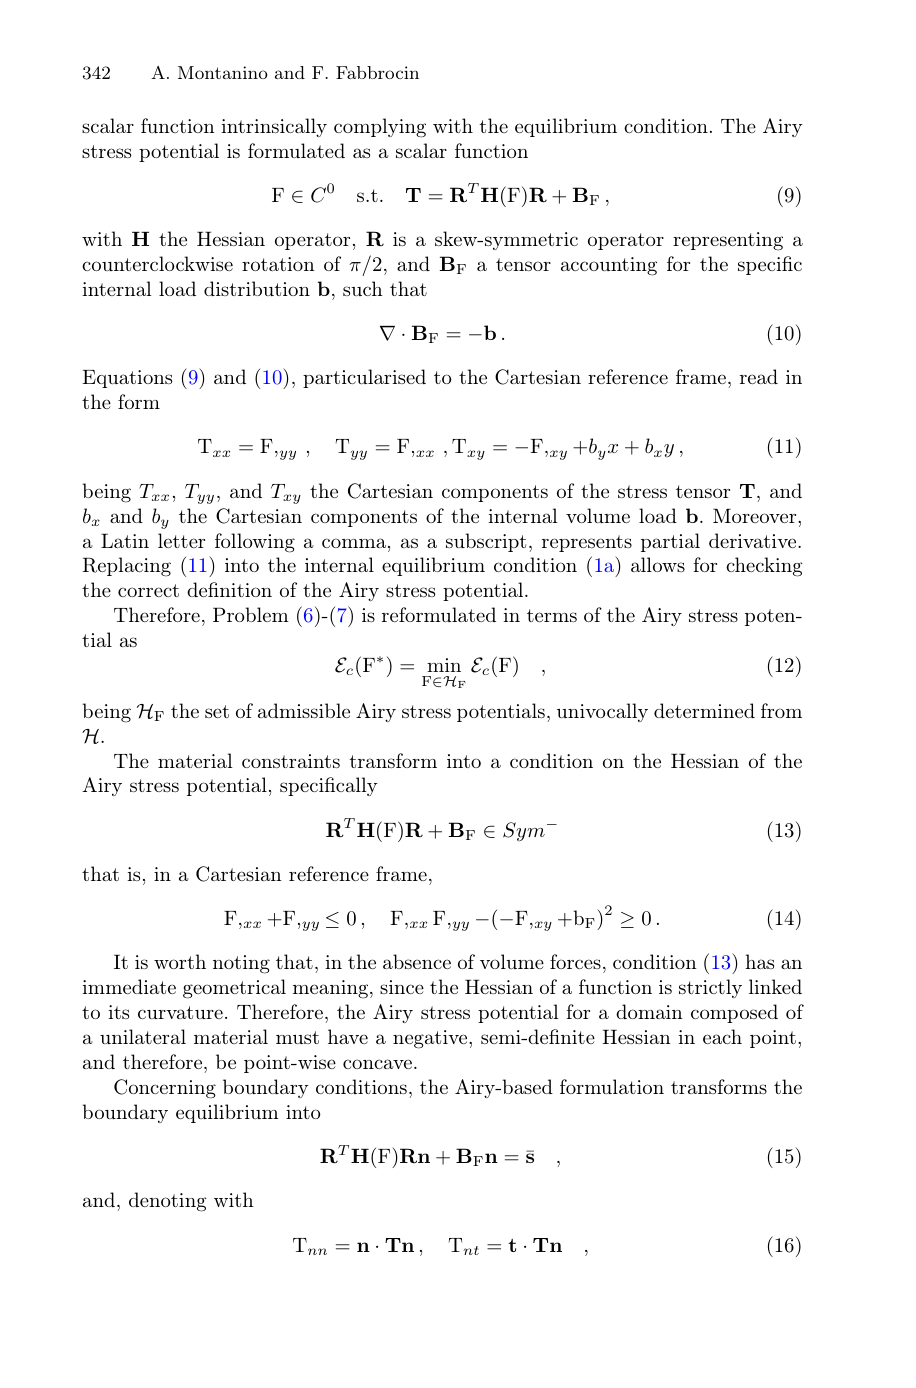 342 A. Montanino and F. Fabbrocin
scalar function intrinsically complying with the equilibrium condition. The Airy
stress potential is formulated as a scalar function
F ∈ C⁰ s.t. **T** = **R**ᵀ**H**(F)**R** + **B**_F , (9)
with **H** the Hessian operator, **R** is a skew-symmetric operator representing a
counterclockwise rotation of π/2, and **B**_F a tensor accounting for the specific
internal load distribution **b**, such that
∇ · **B**_F = −**b** . (10)
Equations (9) and (10), particularised to the Cartesian reference frame, read in
the form
T_xx = F,_yy , T_yy = F,_xx , T_xy = −F,_xy +b_y x + b_x y , (11)
being T_xx, T_yy, and T_xy the Cartesian components of the stress tensor **T**, and
b_x and b_y the Cartesian components of the internal volume load **b**. Moreover,
a Latin letter following a comma, as a subscript, represents partial derivative.
Replacing (11) into the internal equilibrium condition (1a) allows for checking
the correct definition of the Airy stress potential.
Therefore, Problem (6)-(7) is reformulated in terms of the Airy stress poten-
tial as
ℰ_c(F*) = min_{F∈ℋ_F} ℰ_c(F) , (12)
being ℋ_F the set of admissible Airy stress potentials, univocally determined from
ℋ.
The material constraints transform into a condition on the Hessian of the
Airy stress potential, specifically
**R**ᵀ**H**(F)**R** + **B**_F ∈ Sym⁻ (13)
that is, in a Cartesian reference frame,
F,_xx +F,_yy ≤ 0 , F,_xx F,_yy −(−F,_xy +b_F)² ≥ 0 . (14)
It is worth noting that, in the absence of volume forces, condition (13) has an
immediate geometrical meaning, since the Hessian of a function is strictly linked
to its curvature. Therefore, the Airy stress potential for a domain composed of
a unilateral material must have a negative, semi-definite Hessian in each point,
and therefore, be point-wise concave.
Concerning boundary conditions, the Airy-based formulation transforms the
boundary equilibrium into
**R**ᵀ**H**(F)**Rn** + **B**_F**n** = **s̄** , (15)
and, denoting with
T_nn = **n** · **Tn** , T_nt = **t** · **Tn** , (16)